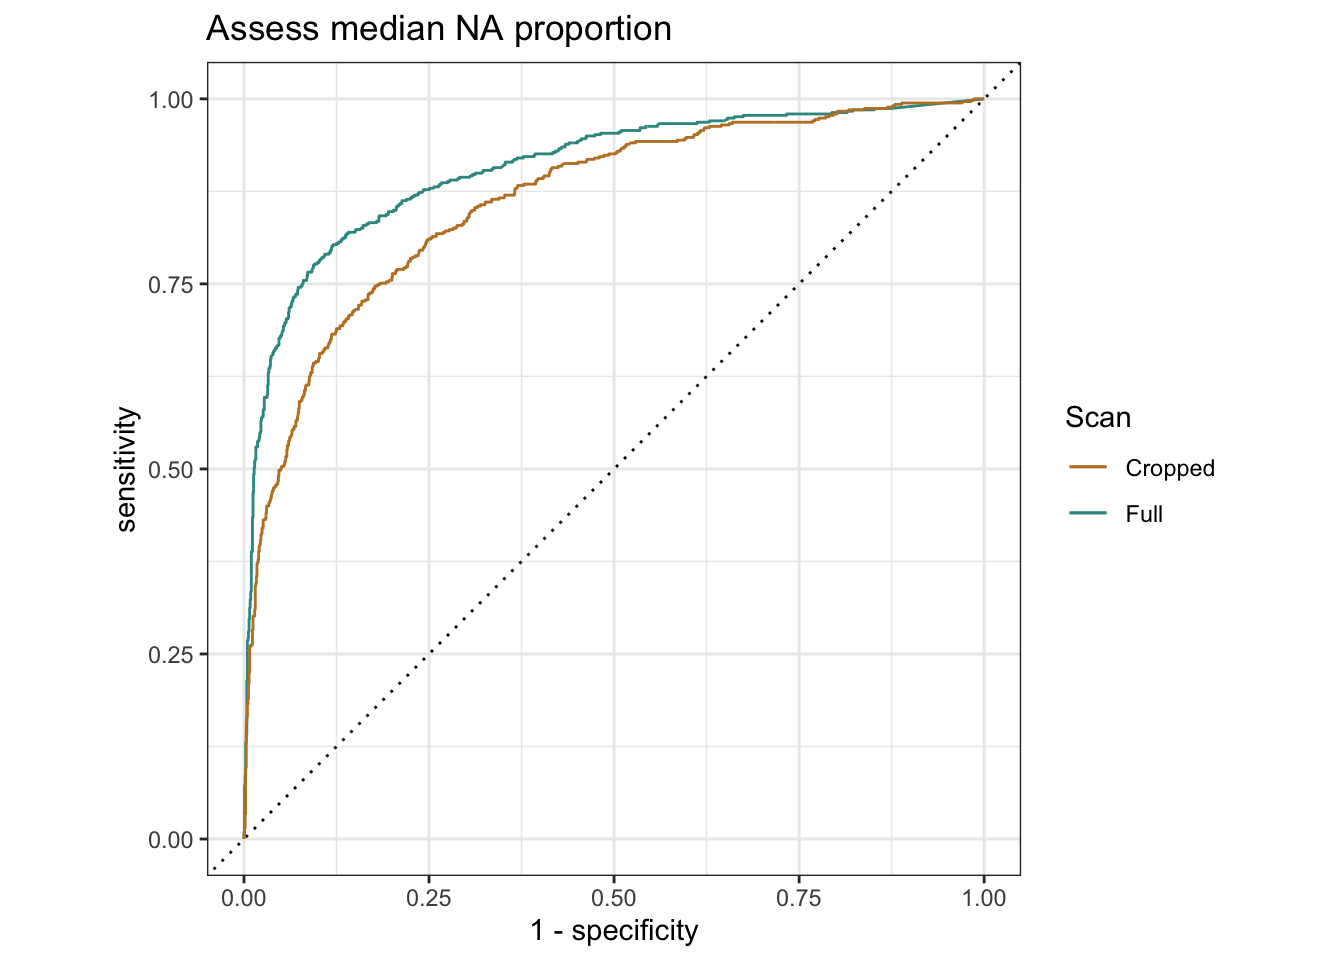 Assess median NA proportion
1.00
0.75
0.50
0.25
0.00
sensitivity
0.00 0.25 0.50 0.75 1.00
1 - specificity
Scan
Cropped
Full